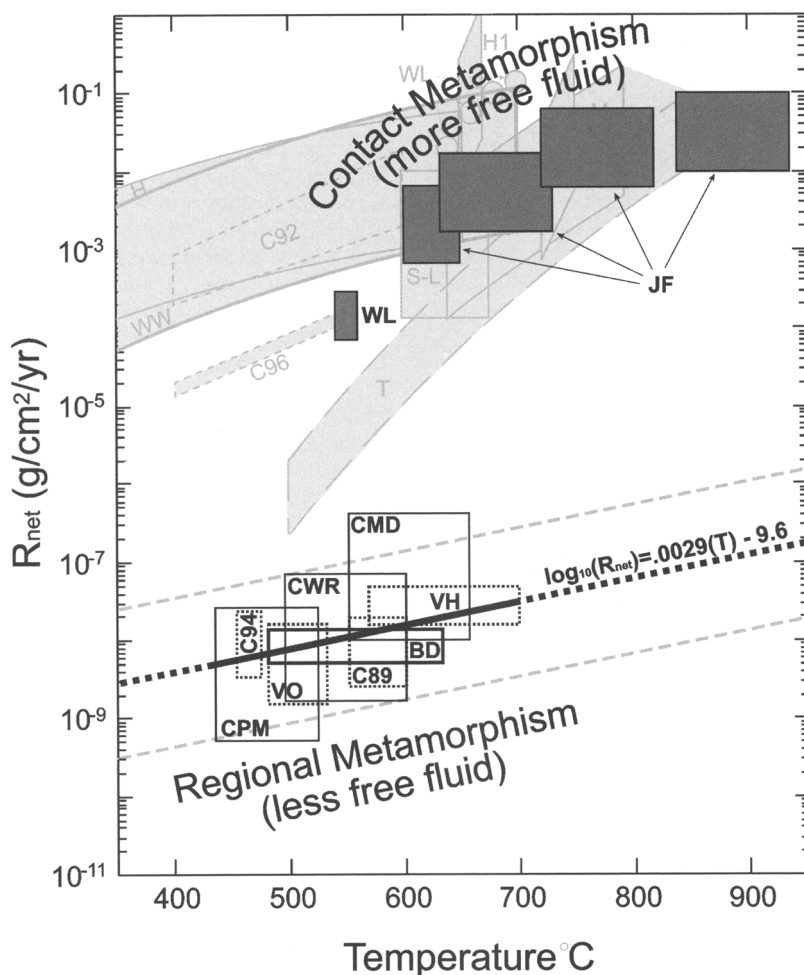 H1
WL
Contact Metamorphism
(more free fluid)
10-1
H
C92
10-3
S-L
JF
WW
WL
C96
10-5
T
Rnet (g/cm2/yr)
CMD
10-7
log10(Rnet)=.0029(T) - 9.6
CWR
C94
VH
BD
C89
VO
CPM
10-9
Regional Metamorphism
(less free fluid)
10-11
400 500 600 700 800 900
Temperature °C